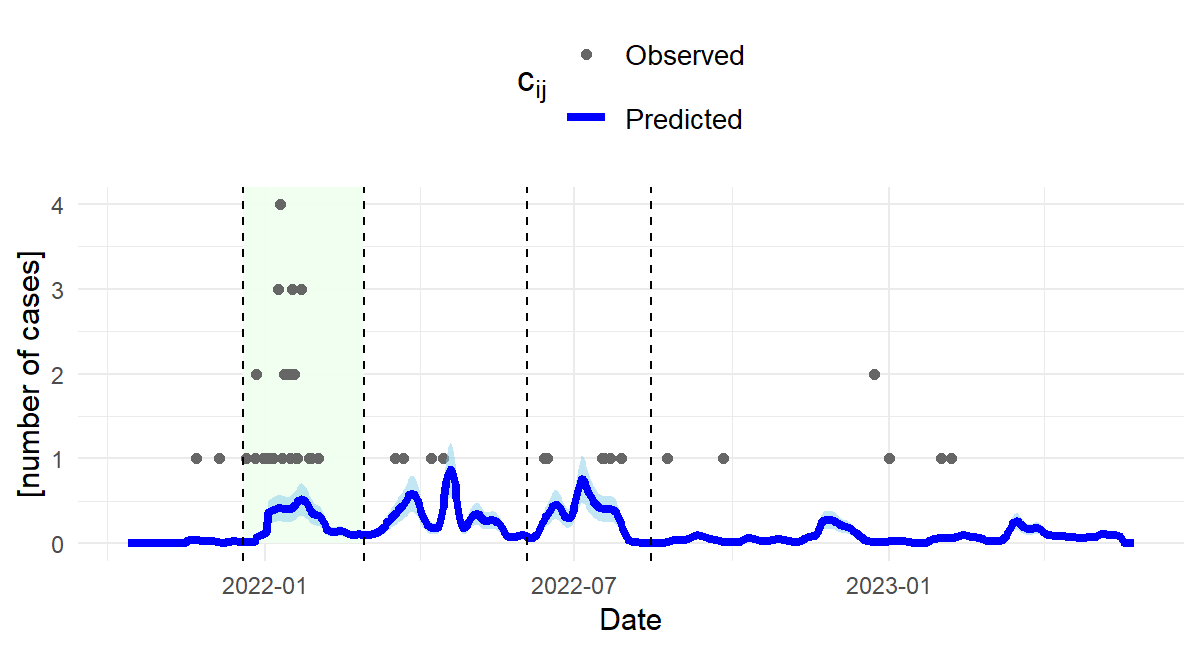 Observed
c_ij
Predicted
4
3
2
1
0
[number of cases]
2022-01 2022-07 2023-01
Date